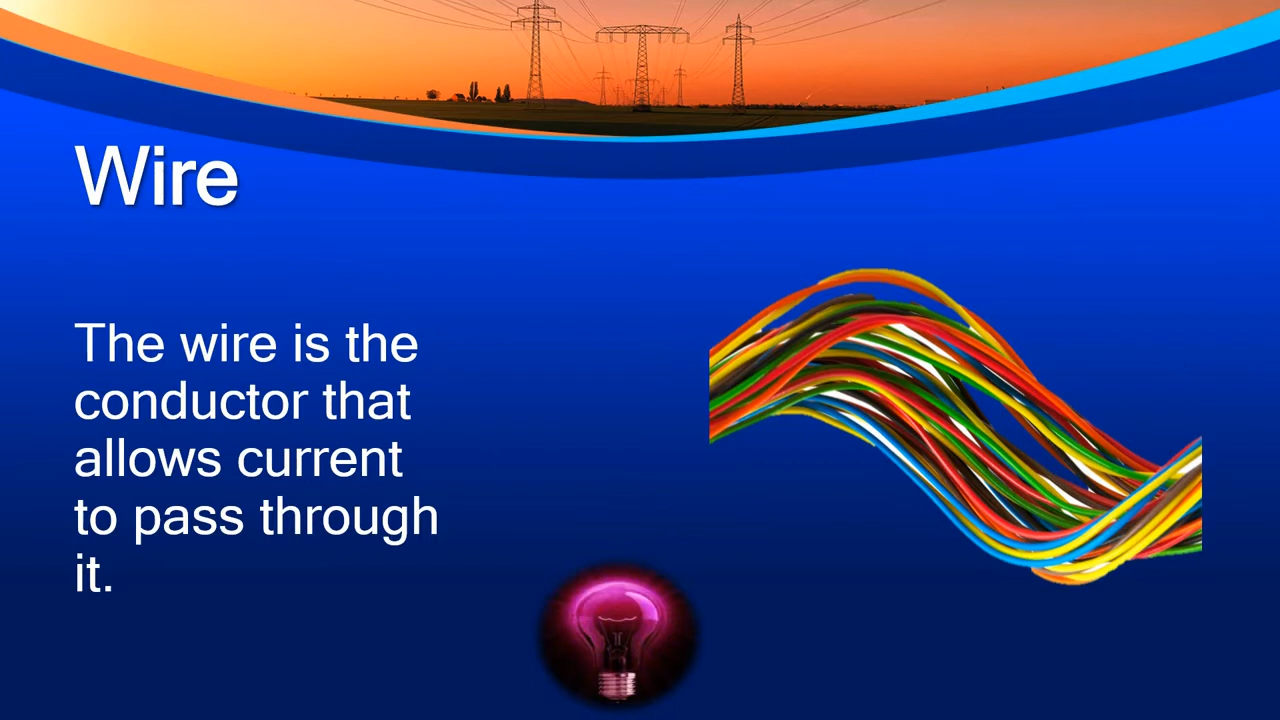 Wire
The wire is the
conductor that
allows current
to pass through
it.